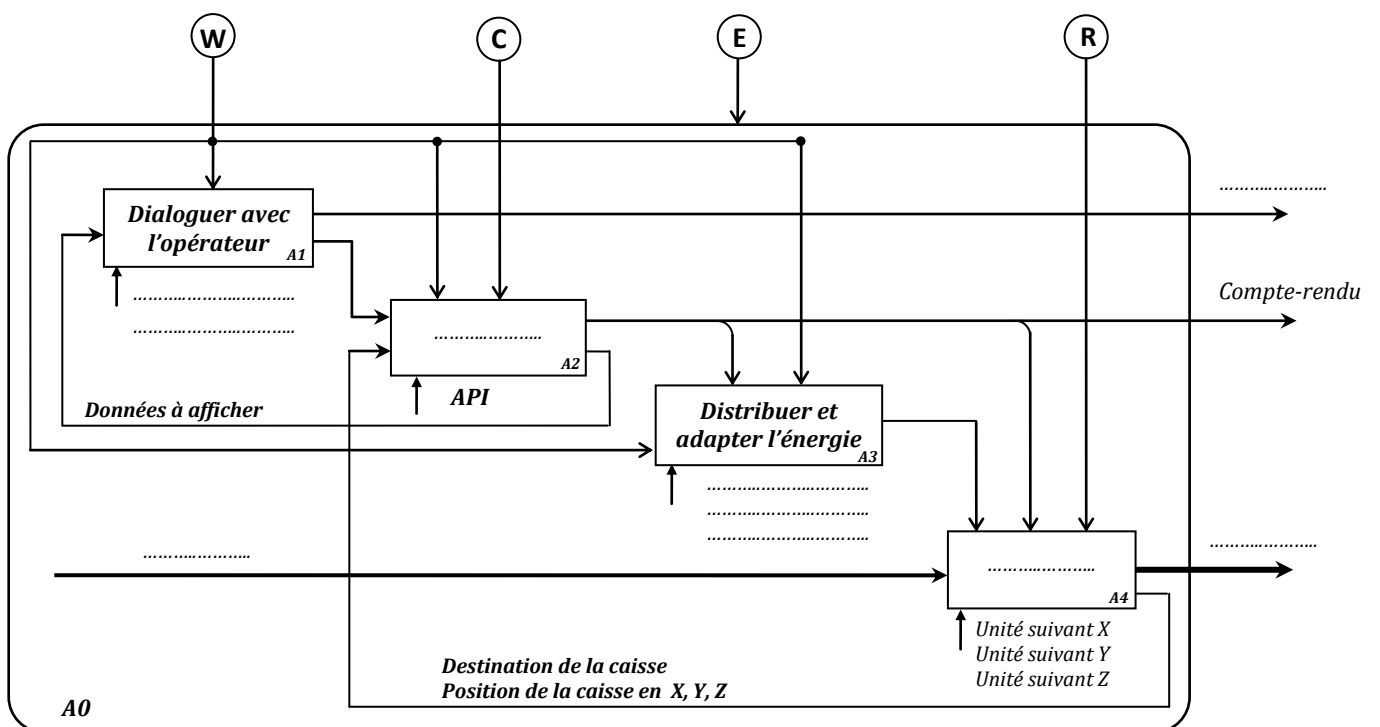 W
C
E
R
………..………..
Dialoguer avec
l’opérateur
A1
………..………..………..
………..………..………..
Compte-rendu
………..………..
A2
API
Données à afficher
Distribuer et
adapter l’énergie
A3
………..………..………..
………..………..………..
………..………..………..
………..………..
………..………..
………..………..
A4
Unité suivant X
Unité suivant Y
Unité suivant Z
Destination de la caisse
Position de la caisse en X, Y, Z
A0